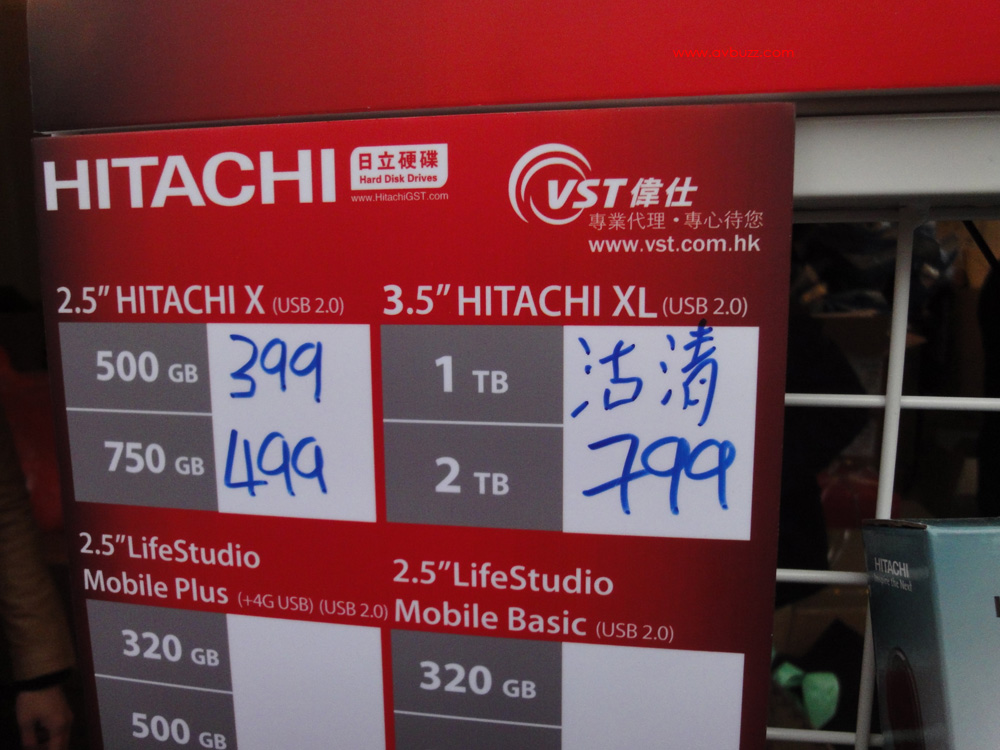 www.avbuzz.com
HITACHI
日立硬碟
Hard Disk Drives
www.HitachiGST.com
VST偉仕
專業代理・專心待您
www.vst.com.hk
2.5” HITACHI X (USB 2.0)
500 GB 399
750 GB 499
3.5” HITACHI XL (USB 2.0)
1 TB 沽清
2 TB 799
2.5”LifeStudio
Mobile Plus (+4G USB) (USB 2.0)
320 GB
500 GB
2.5”LifeStudio
Mobile Basic (USB 2.0)
320 GB
HITACHI
Inspire the Next